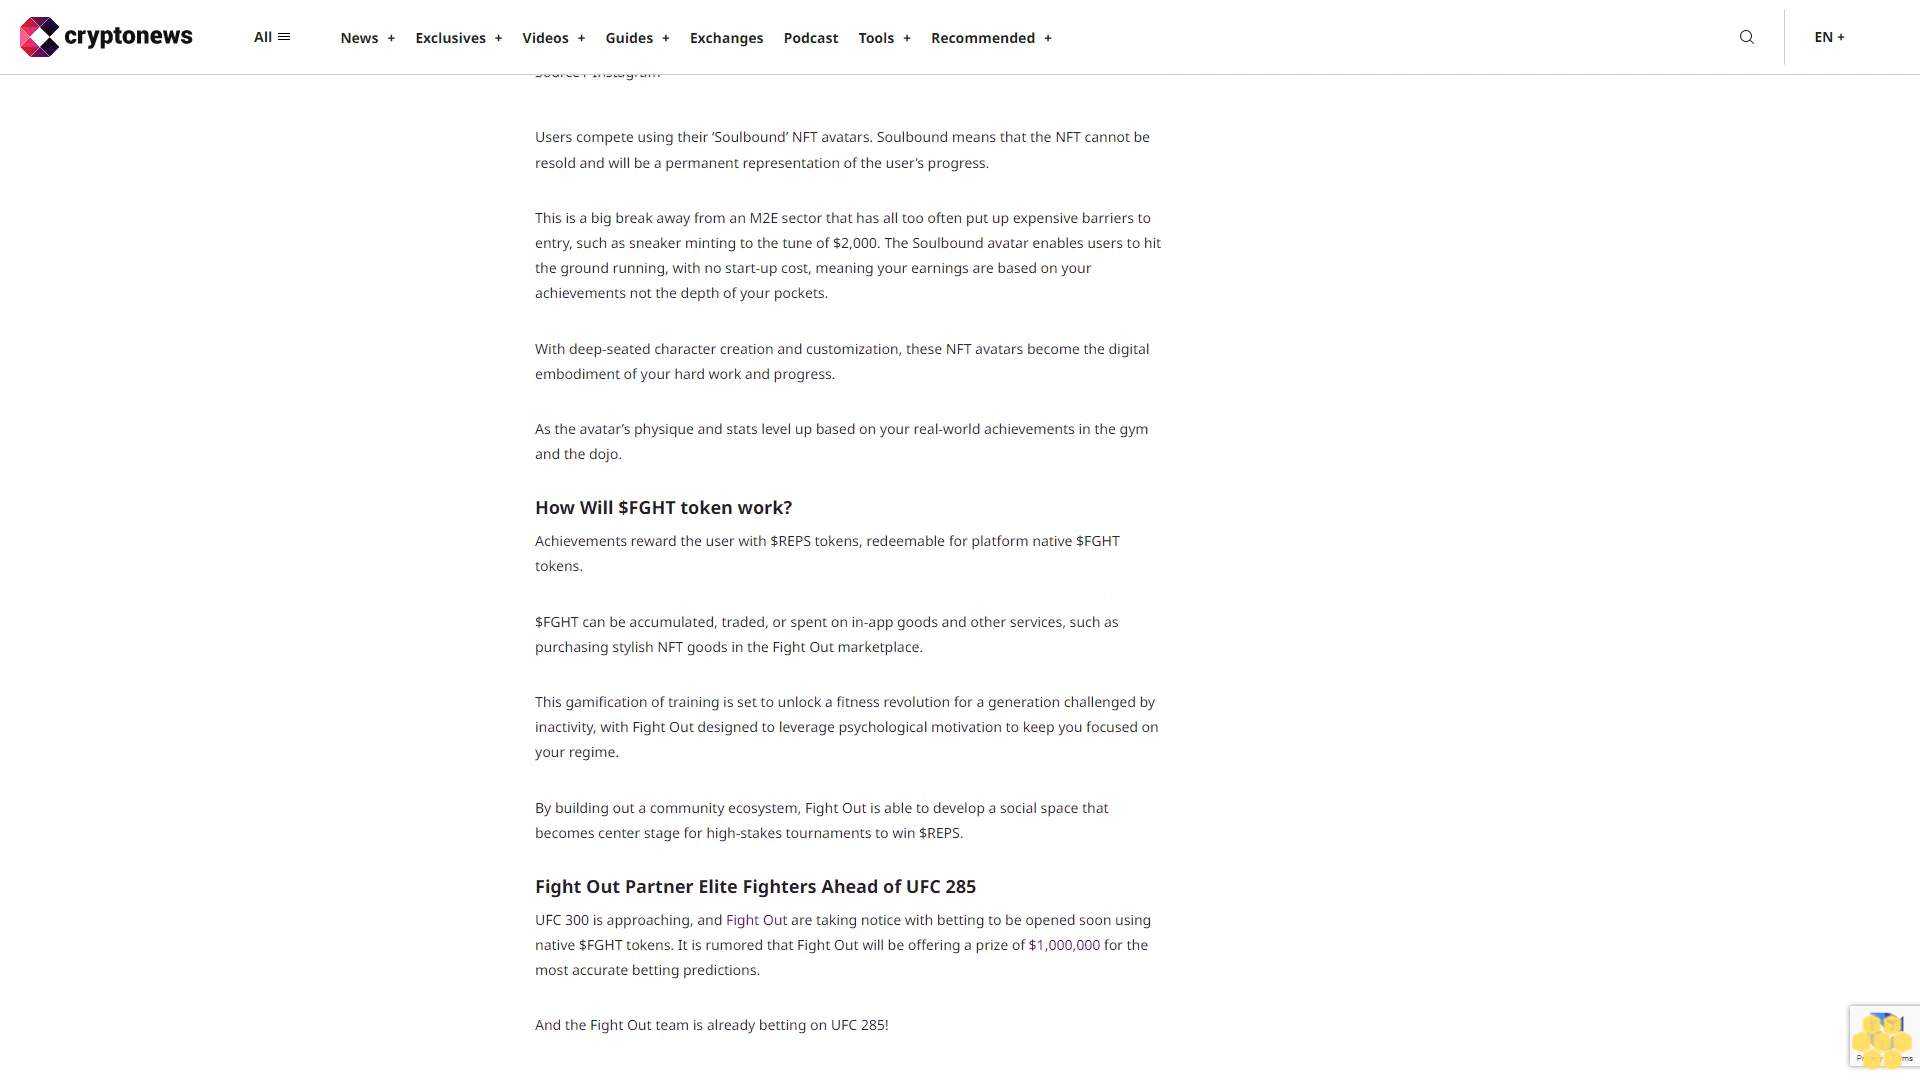 cryptonews
All
News +
Exclusives +
Videos +
Guides +
Exchanges
Podcast
Tools +
Recommended +
EN +
Users compete using their ‘Soulbound’ NFT avatars. Soulbound means that the NFT cannot be
resold and will be a permanent representation of the user’s progress.
This is a big break away from an M2E sector that has all too often put up expensive barriers to
entry, such as sneaker minting to the tune of $2,000. The Soulbound avatar enables users to hit
the ground running, with no start-up cost, meaning your earnings are based on your
achievements not the depth of your pockets.
With deep-seated character creation and customization, these NFT avatars become the digital
embodiment of your hard work and progress.
As the avatar’s physique and stats level up based on your real-world achievements in the gym
and the dojo.
How Will $FGHT token work?
Achievements reward the user with $REPS tokens, redeemable for platform native $FGHT
tokens.
$FGHT can be accumulated, traded, or spent on in-app goods and other services, such as
purchasing stylish NFT goods in the Fight Out marketplace.
This gamification of training is set to unlock a fitness revolution for a generation challenged by
inactivity, with Fight Out designed to leverage psychological motivation to keep you focused on
your regime.
By building out a community ecosystem, Fight Out is able to develop a social space that
becomes center stage for high-stakes tournaments to win $REPS.
Fight Out Partner Elite Fighters Ahead of UFC 285
UFC 300 is approaching, and Fight Out are taking notice with betting to be opened soon using
native $FGHT tokens. It is rumored that Fight Out will be offering a prize of $1,000,000 for the
most accurate betting predictions.
And the Fight Out team is already betting on UFC 285!